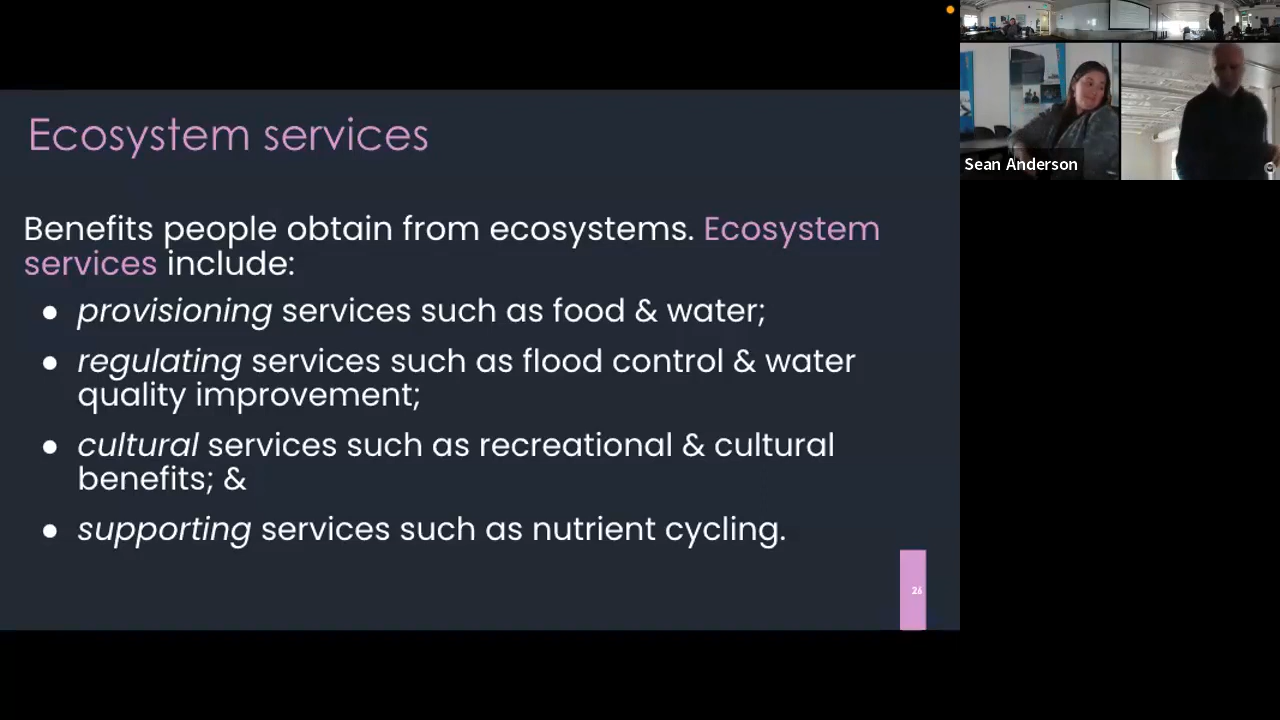 Ecosystem services
Benefits people obtain from ecosystems. Ecosystem
services include:
● provisioning services such as food & water;
● regulating services such as flood control & water
quality improvement;
● cultural services such as recreational & cultural
benefits; &
● supporting services such as nutrient cycling.
26
Sean Anderson